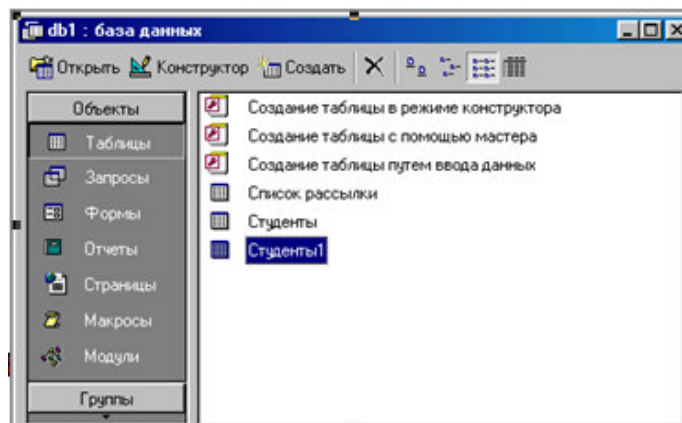 db1 : база данных
Открыть Конструктор Создать
Объекты
Таблицы
Запросы
Формы
Отчеты
Страницы
Макросы
Модули
Группы
Создание таблицы в режиме конструктора
Создание таблицы с помощью мастера
Создание таблицы путем ввода данных
Список рассылки
Студенты
Студенты1